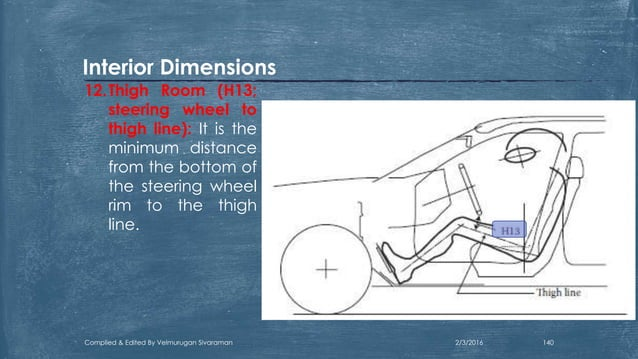 Interior Dimensions
12. Thigh Room (H13;
steering wheel to
thigh line): It is the
minimum distance
from the bottom of
the steering wheel
rim to the thigh
line.
H13
Thigh line
Complied & Edited By Velmurugan Sivaraman
2/3/2016
140